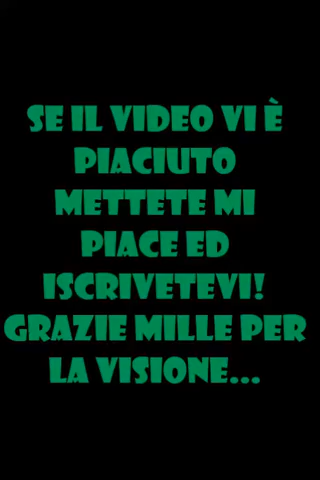 SE IL VIDEO VI È
PIACIUTO
METTETE MI
PIACE ED
ISCRIVETEVI!
GRAZIE MILLE PER
LA VISIONE...